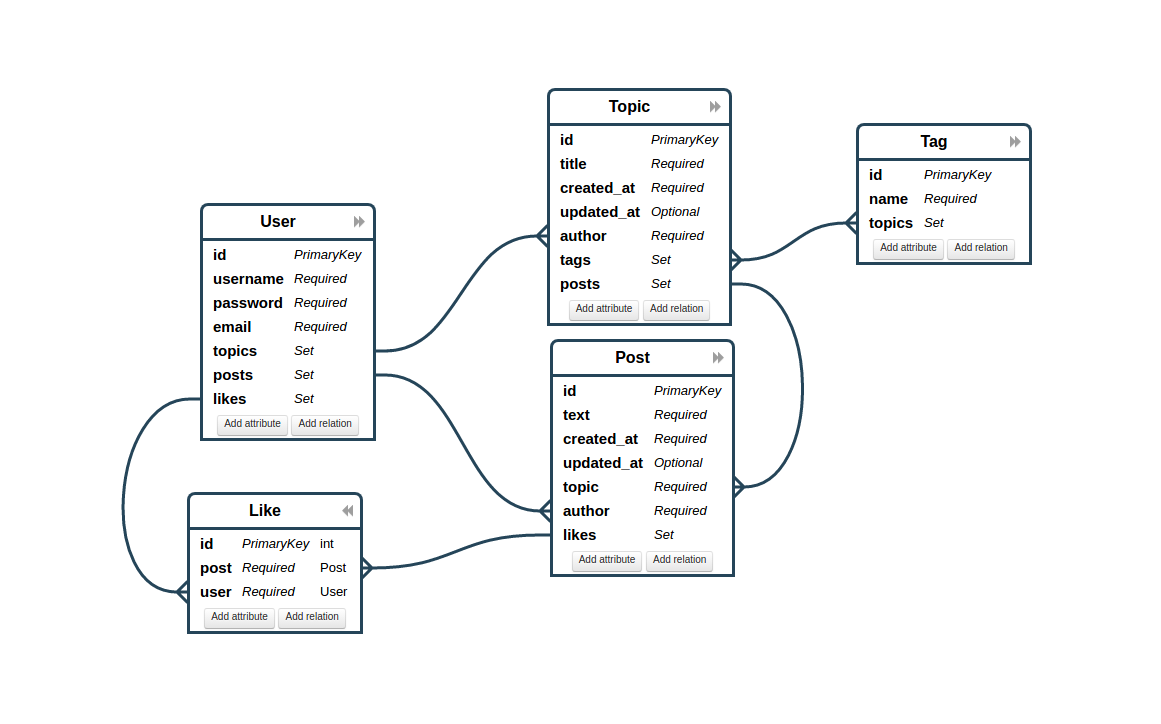 Topic
id PrimaryKey
title Required
created_at Required
updated_at Optional
author Required
tags Set
posts Set
Add attribute Add relation
Tag
id PrimaryKey
name Required
topics Set
Add attribute Add relation
User
id PrimaryKey
username Required
password Required
email Required
topics Set
posts Set
likes Set
Add attribute Add relation
Post
id PrimaryKey
text Required
created_at Required
updated_at Optional
topic Required
author Required
likes Set
Add attribute Add relation
Like
id PrimaryKey int
post Required Post
user Required User
Add attribute Add relation